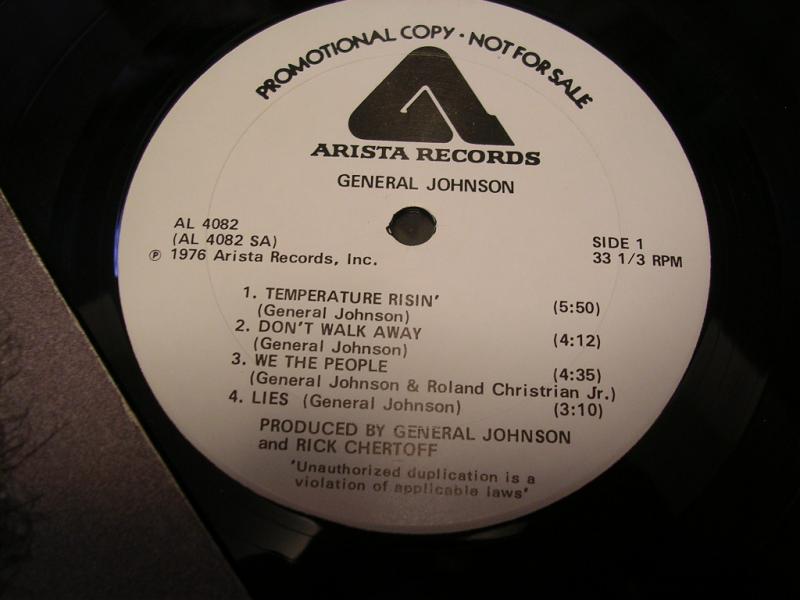 PROMOTIONAL COPY · NOT FOR SALE
ARISTA RECORDS
GENERAL JOHNSON
AL 4082
(AL 4082 SA)
℗ 1976 Arista Records, Inc.
SIDE 1
33 1/3 RPM
1. TEMPERATURE RISIN' (5:50)
(General Johnson)
2. DON'T WALK AWAY (4:12)
(General Johnson)
3. WE THE PEOPLE (4:35)
(General Johnson & Roland Christrian Jr.)
4. LIES (General Johnson) (3:10)
PRODUCED BY GENERAL JOHNSON
and RICK CHERTOFF
'Unauthorized duplication is a
violation of applicable laws'